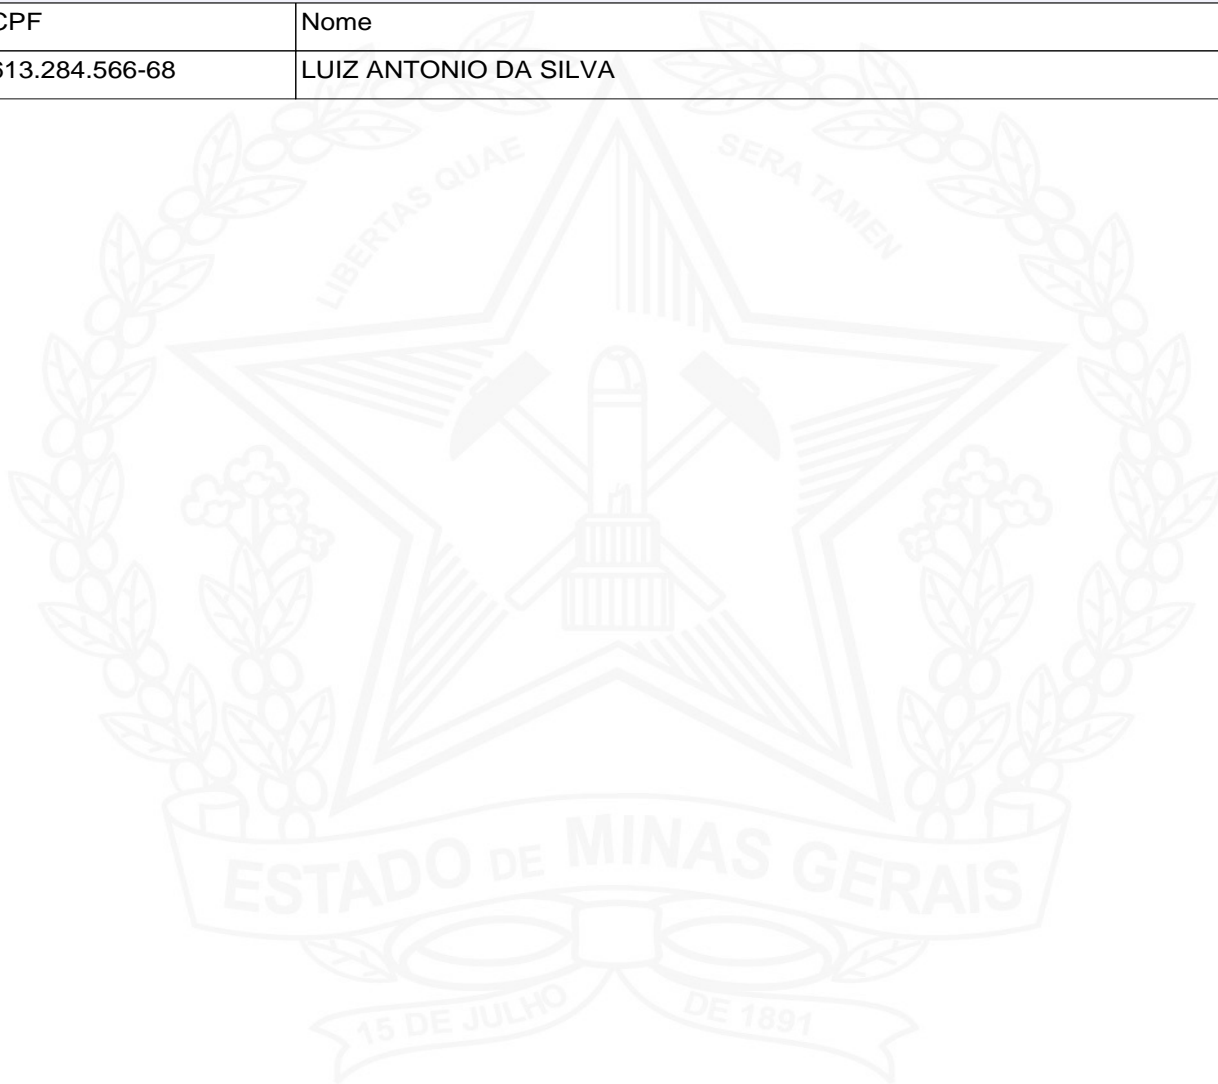 CPF Nome
613.284.566-68 LUIZ ANTONIO DA SILVA
LIBERTAS QUAE SERA TAMEN
ESTADO DE MINAS GERAIS
15 DE JULHO DE 1891